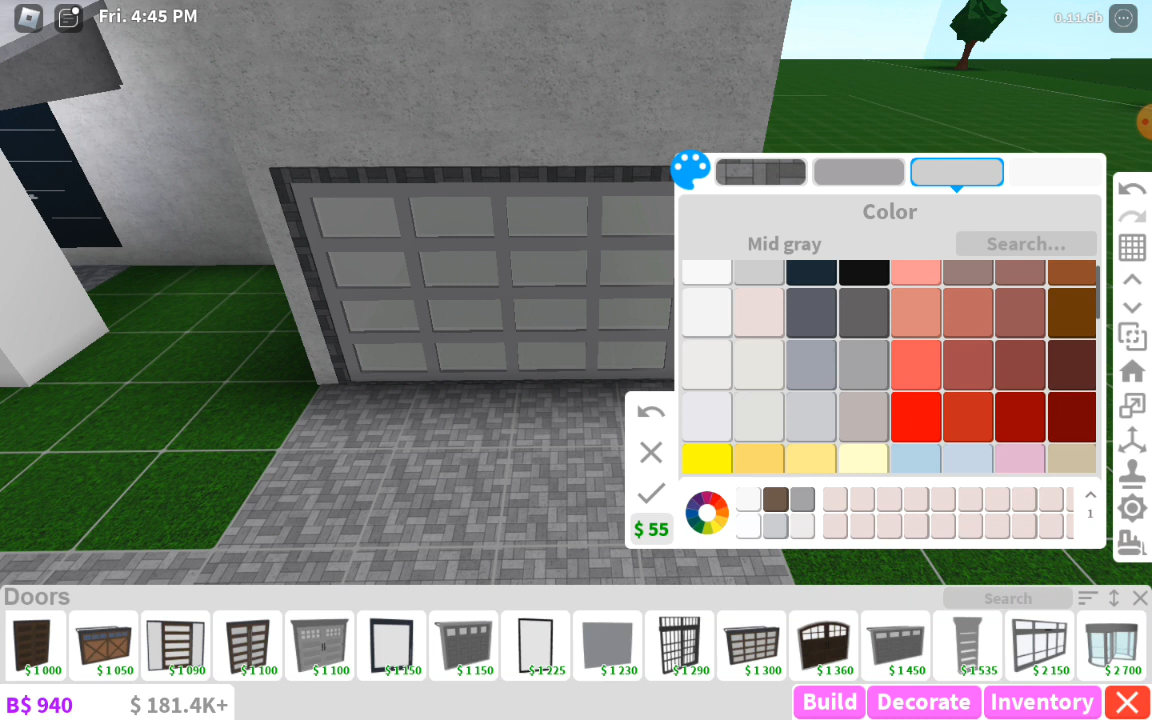 Fri. 4:45 PM
0.11.6b
Color
Mid gray
Search...
$ 55
1
Doors
Search
$ 1 000
$ 1 050
$ 1 090
$ 1 100
$ 1 100
$ 1 150
$ 1 150
$ 1 225
$ 1 230
$ 1 290
$ 1 300
$ 1 360
$ 1 450
$ 1 535
$ 2 150
$ 2 700
B$ 940
$ 181.4K+
Build
Decorate
Inventory